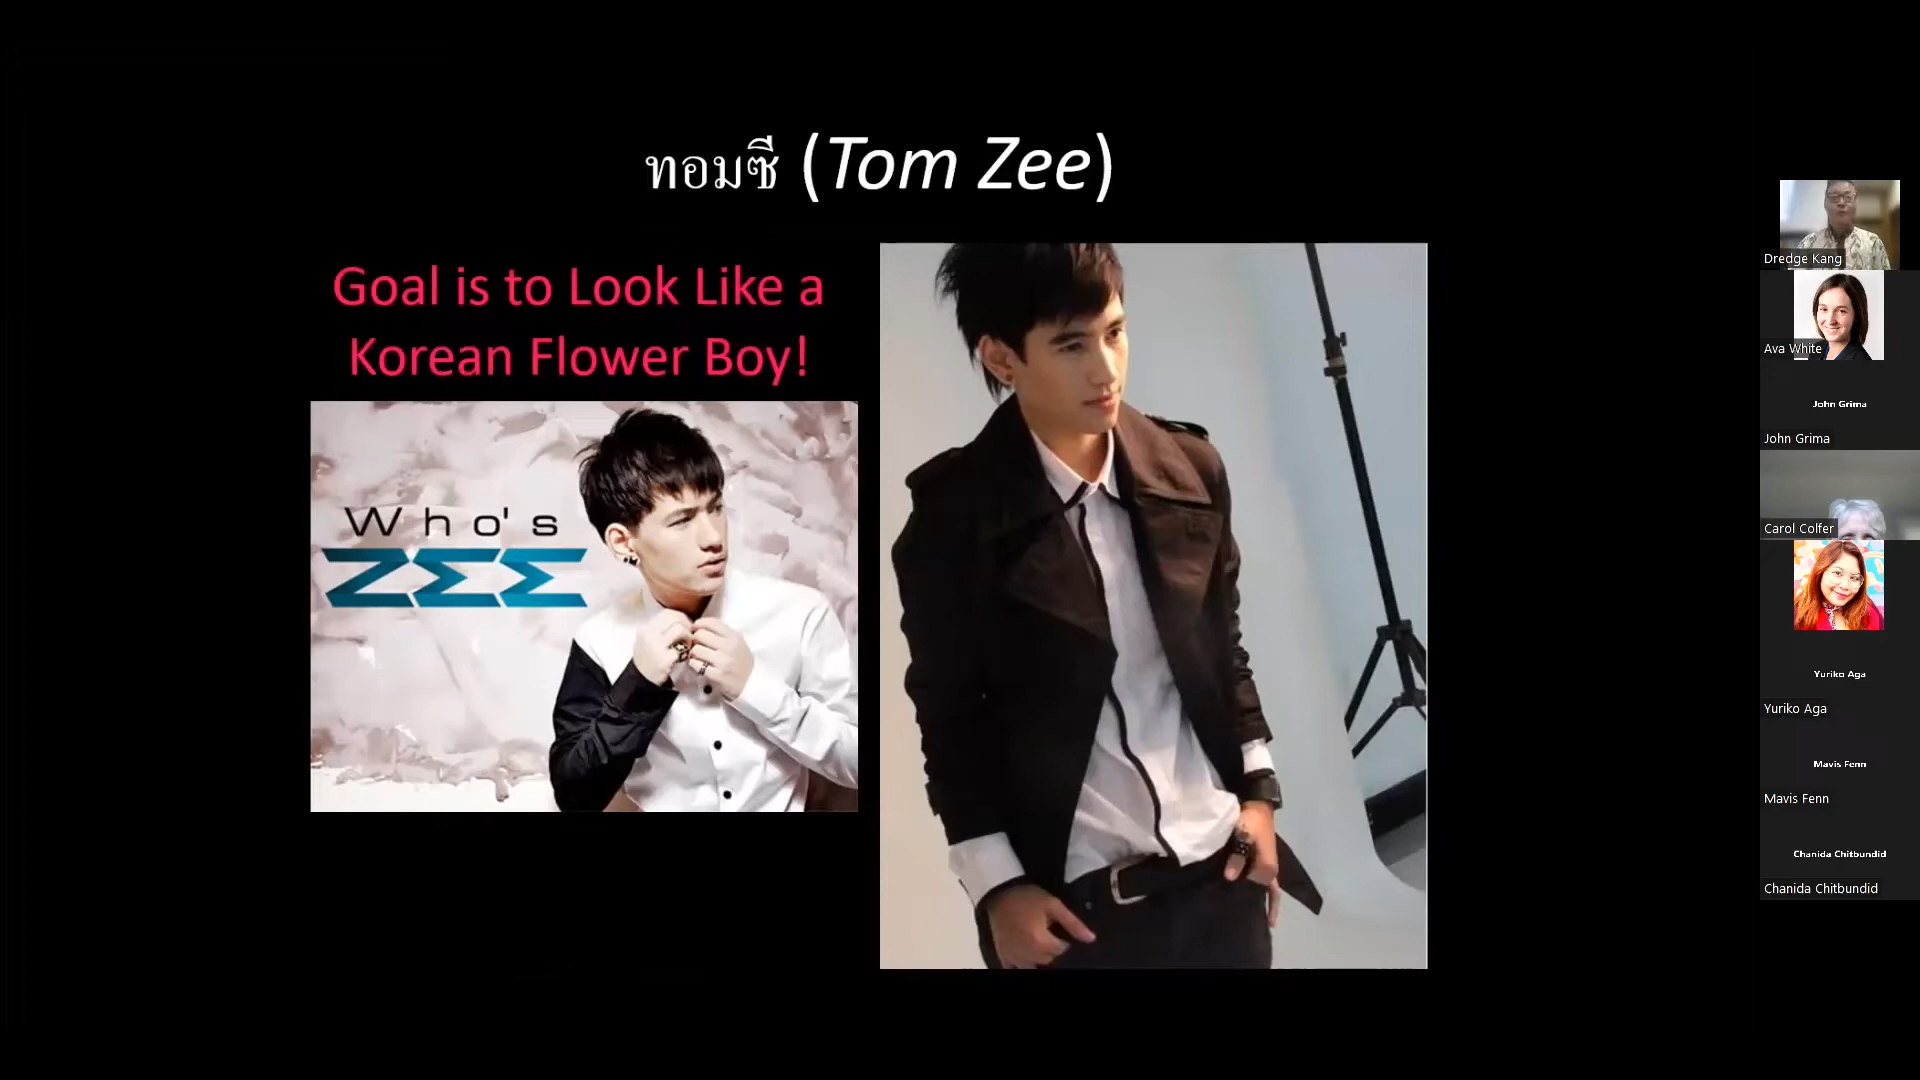 ทอมซี (Tom Zee)
Goal is to Look Like a
Korean Flower Boy!
Who's
ZEE
Dredge Kang
Ava White
John Grima
John Grima
Carol Colfer
Yuriko Aga
Yuriko Aga
Mavis Fenn
Mavis Fenn
Chanida Chitbundid
Chanida Chitbundid